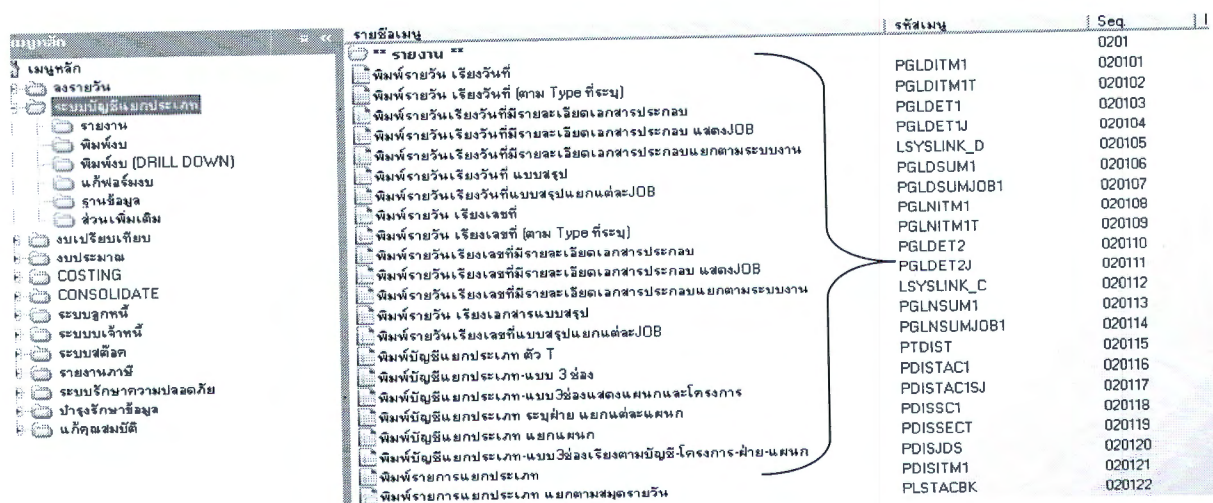 เมนูหลัก
เมนูหลัก
ลงรายวัน
ระบบบัญชีแยกประเภท
รายงาน
พิมพ์งบ
พิมพ์งบ (DRILL DOWN)
แก้ฟอร์มงบ
ฐานข้อมูล
ส่วนเพิ่มเติม
งบเปรียบเทียบ
งบประมาณ
COSTING
CONSOLIDATE
ระบบลูกหนี้
ระบบเจ้าหนี้
ระบบสต๊อค
รายงานภาษี
ระบบรักษาความปลอดภัย
บำรุงรักษาข้อมูล
แก้คุณสมบัติ
รายชื่อเมนู รหัสเมนู Seq.
** รายงาน ** 0201
พิมพ์รายวัน เรียงวันที่ PGLDITM1 020101
พิมพ์รายวัน เรียงวันที่ (ตาม Type ที่ระบุ) PGLDITM1T 020102
พิมพ์รายวันเรียงวันที่มีรายละเอียดเอกสารประกอบ PGLDET1 020103
พิมพ์รายวันเรียงวันที่มีรายละเอียดเอกสารประกอบ แสดงJOB PGLDET1J 020104
พิมพ์รายวันเรียงวันที่มีรายละเอียดเอกสารประกอบแยกตามระบบงาน LSYSLINK_D 020105
พิมพ์รายวันเรียงวันที่ แบบสรุป PGLDSUM1 020106
พิมพ์รายวันเรียงวันที่แบบสรุปแยกแต่ละJOB PGLDSUMJOB1 020107
พิมพ์รายวัน เรียงเลขที่ PGLNITM1 020108
พิมพ์รายวัน เรียงเลขที่ (ตาม Type ที่ระบุ) PGLNITM1T 020109
พิมพ์รายวันเรียงเลขที่มีรายละเอียดเอกสารประกอบ PGLDET2 020110
พิมพ์รายวันเรียงเลขที่มีรายละเอียดเอกสารประกอบ แสดงJOB PGLDET2J 020111
พิมพ์รายวันเรียงเลขที่มีรายละเอียดเอกสารประกอบแยกตามระบบงาน LSYSLINK_C 020112
พิมพ์รายวัน เรียงเอกสารแบบสรุป PGLNSUM1 020113
พิมพ์รายวันเรียงเลขที่แบบสรุปแยกแต่ละJOB PGLNSUMJOB1 020114
พิมพ์บัญชีแยกประเภท ตัว T PTDIST 020115
พิมพ์บัญชีแยกประเภท-แบบ 3 ช่อง PDISTAC1 020116
พิมพ์บัญชีแยกประเภท-แบบ3ช่องแสดงแผนกและโครงการ PDISTAC1SJ 020117
พิมพ์บัญชีแยกประเภท ระบุฝ่าย แยกแต่ละแผนก PDISSC1 020118
พิมพ์บัญชีแยกประเภท แยกแผนก PDISSECT 020119
พิมพ์บัญชีแยกประเภท-แบบ3ช่องเรียงตามบัญชี-โครงการ-ฝ่าย-แผนก PDISJDS 020120
พิมพ์รายการแยกประเภท PDISITM1 020121
พิมพ์รายการแยกประเภท แยกตามสมุดรายวัน PLSTACBK 020122